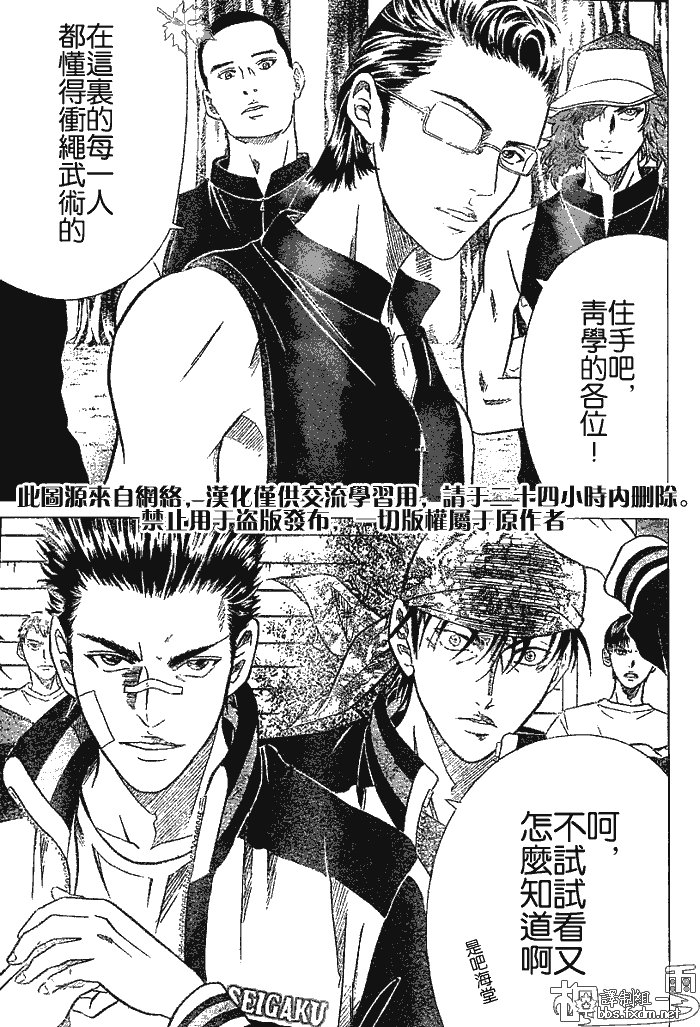 住手吧，
青學的各位！
在這裏的每一人
都懂得衝繩武術的
此圖源來自網絡，漢化僅供交流學習用，請于二十四小時內刪除。
禁止用于盗版發布，一切版權屬于原作者
呵，
不試試看又
怎麼知道啊
是吧海堂
SEIGAKU
譯制組
bbs.fxdm.net